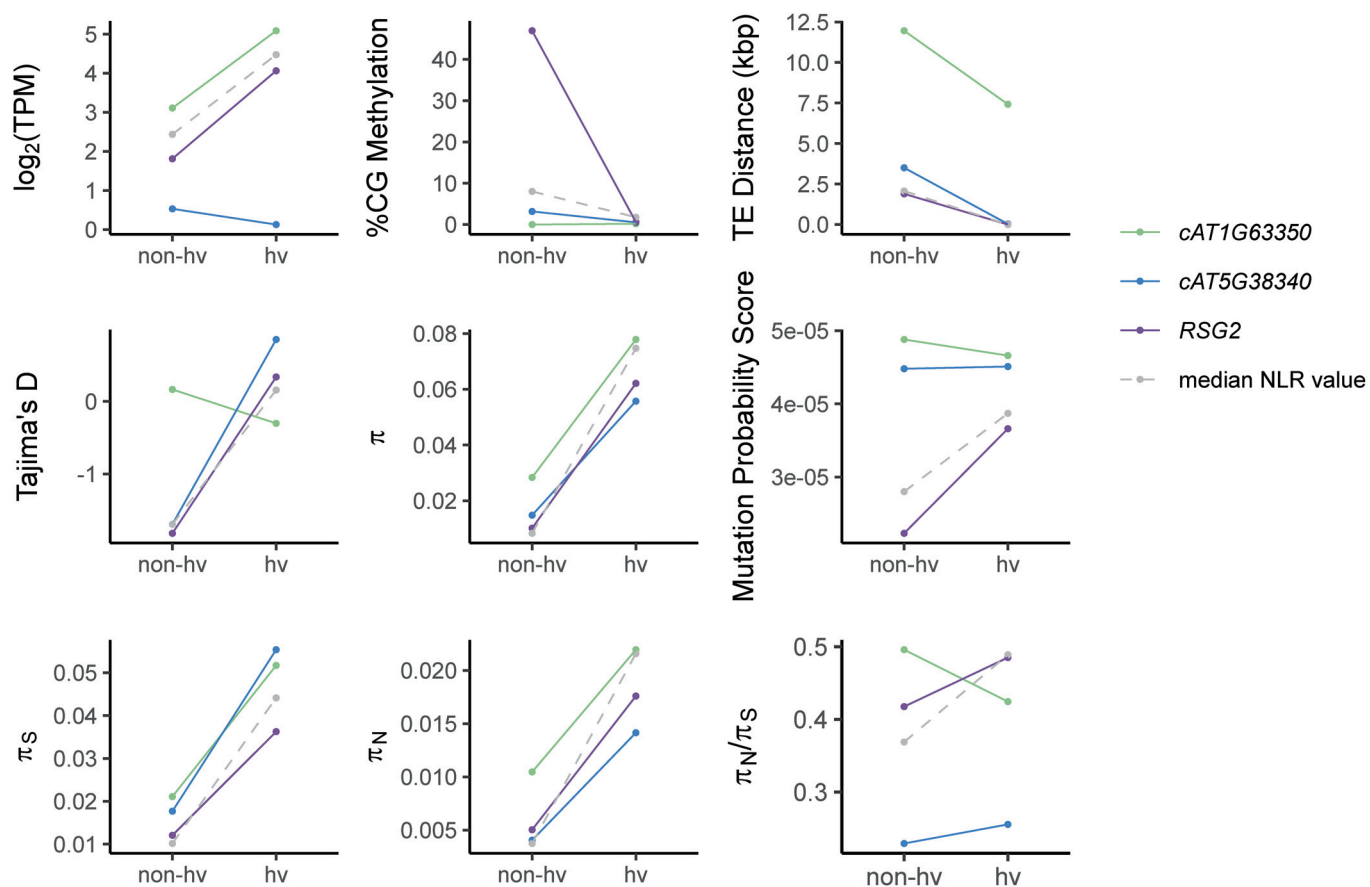 log2(TPM)
5
4
3
2
1
0
non-hv hv
%CG Methylation
40
30
20
10
0
non-hv hv
TE Distance (kbp)
12.5
10.0
7.5
5.0
2.5
0.0
non-hv hv
Tajima's D
0
-1
non-hv hv
π
0.08
0.06
0.04
0.02
non-hv hv
Mutation Probability Score
5e-05
4e-05
3e-05
non-hv hv
πS
0.05
0.04
0.03
0.02
0.01
non-hv hv
πN
0.020
0.015
0.010
0.005
non-hv hv
πN/πS
0.5
0.4
0.3
non-hv hv
cAT1G63350
cAT5G38340
RSG2
median NLR value